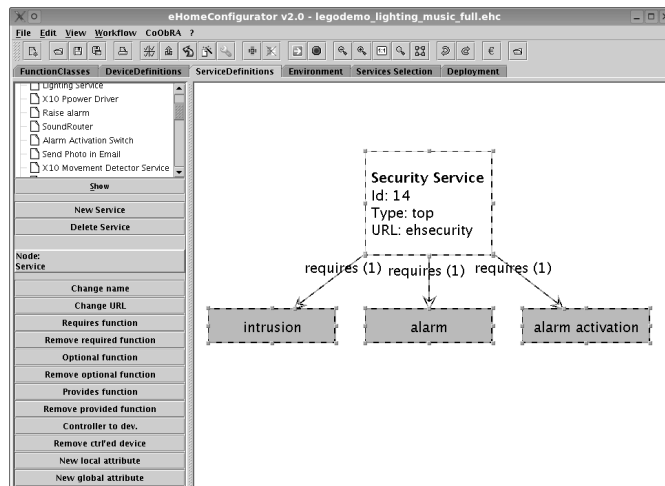 eHomeConfigurator v2.0 - legodemo_lighting_music_full.ehc
File Edit View Workflow CoObRA ?
1:1 €
FunctionClasses DeviceDefinitions ServiceDefinitions Environment Services Selection Deployment
Lighting Service
X10 Ppower Driver
Raise alarm
SoundRouter
Alarm Activation Switch
Send Photo in Email
X10 Movement Detector Service
Show
New Service
Delete Service
Node:
Service
Change name
Change URL
Requires function
Remove required function
Optional function
Remove optional function
Provides function
Remove provided function
Controller to dev.
Remove ctrl'ed device
New local attribute
New global attribute
Security Service
Id: 14
Type: top
URL: ehsecurity
requires (1) requires (1) requires (1)
intrusion alarm alarm activation